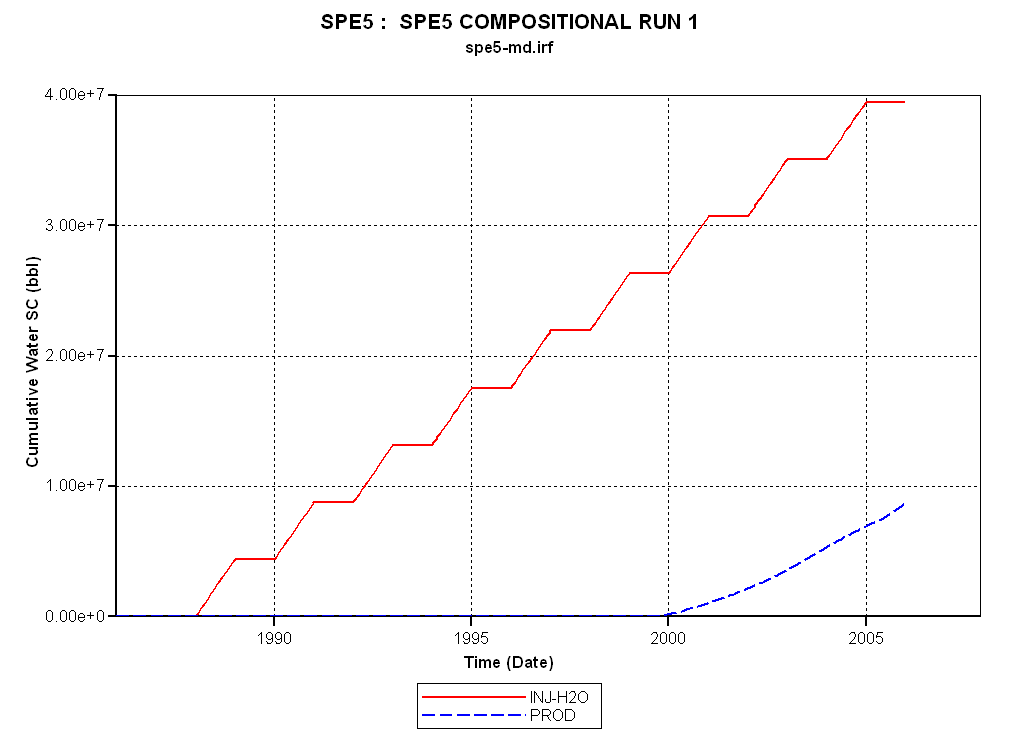 SPE5 :  SPE5 COMPOSITIONAL RUN 1
spe5-md.irf
4.00e+7
3.00e+7
2.00e+7
1.00e+7
0.00e+0
Cumulative Water SC (bbl)
1990 1995 2000 2005
Time (Date)
INJ-H2O
PROD